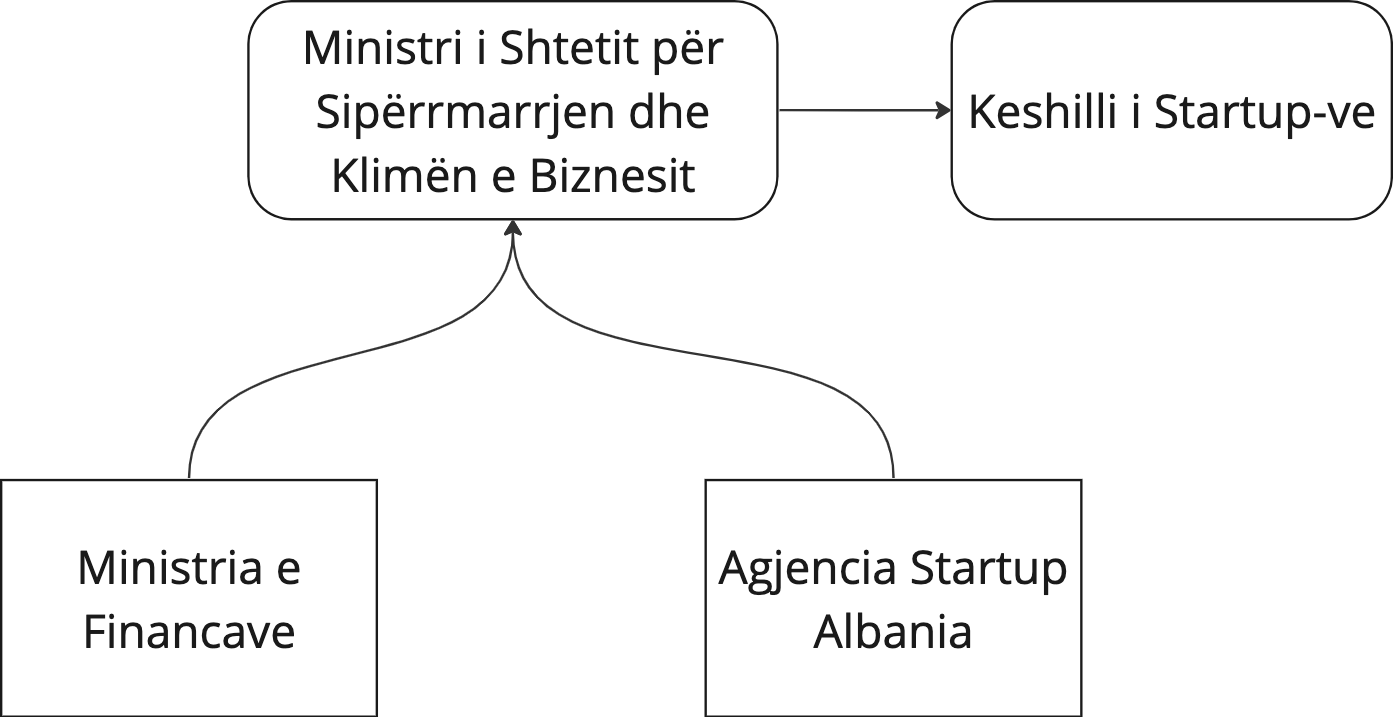 Ministri i Shtetit për
Sipërrmarrjen dhe
Klimën e Biznesit
Keshilli i Startup-ve
Ministria e
Financave
Agjencia Startup
Albania